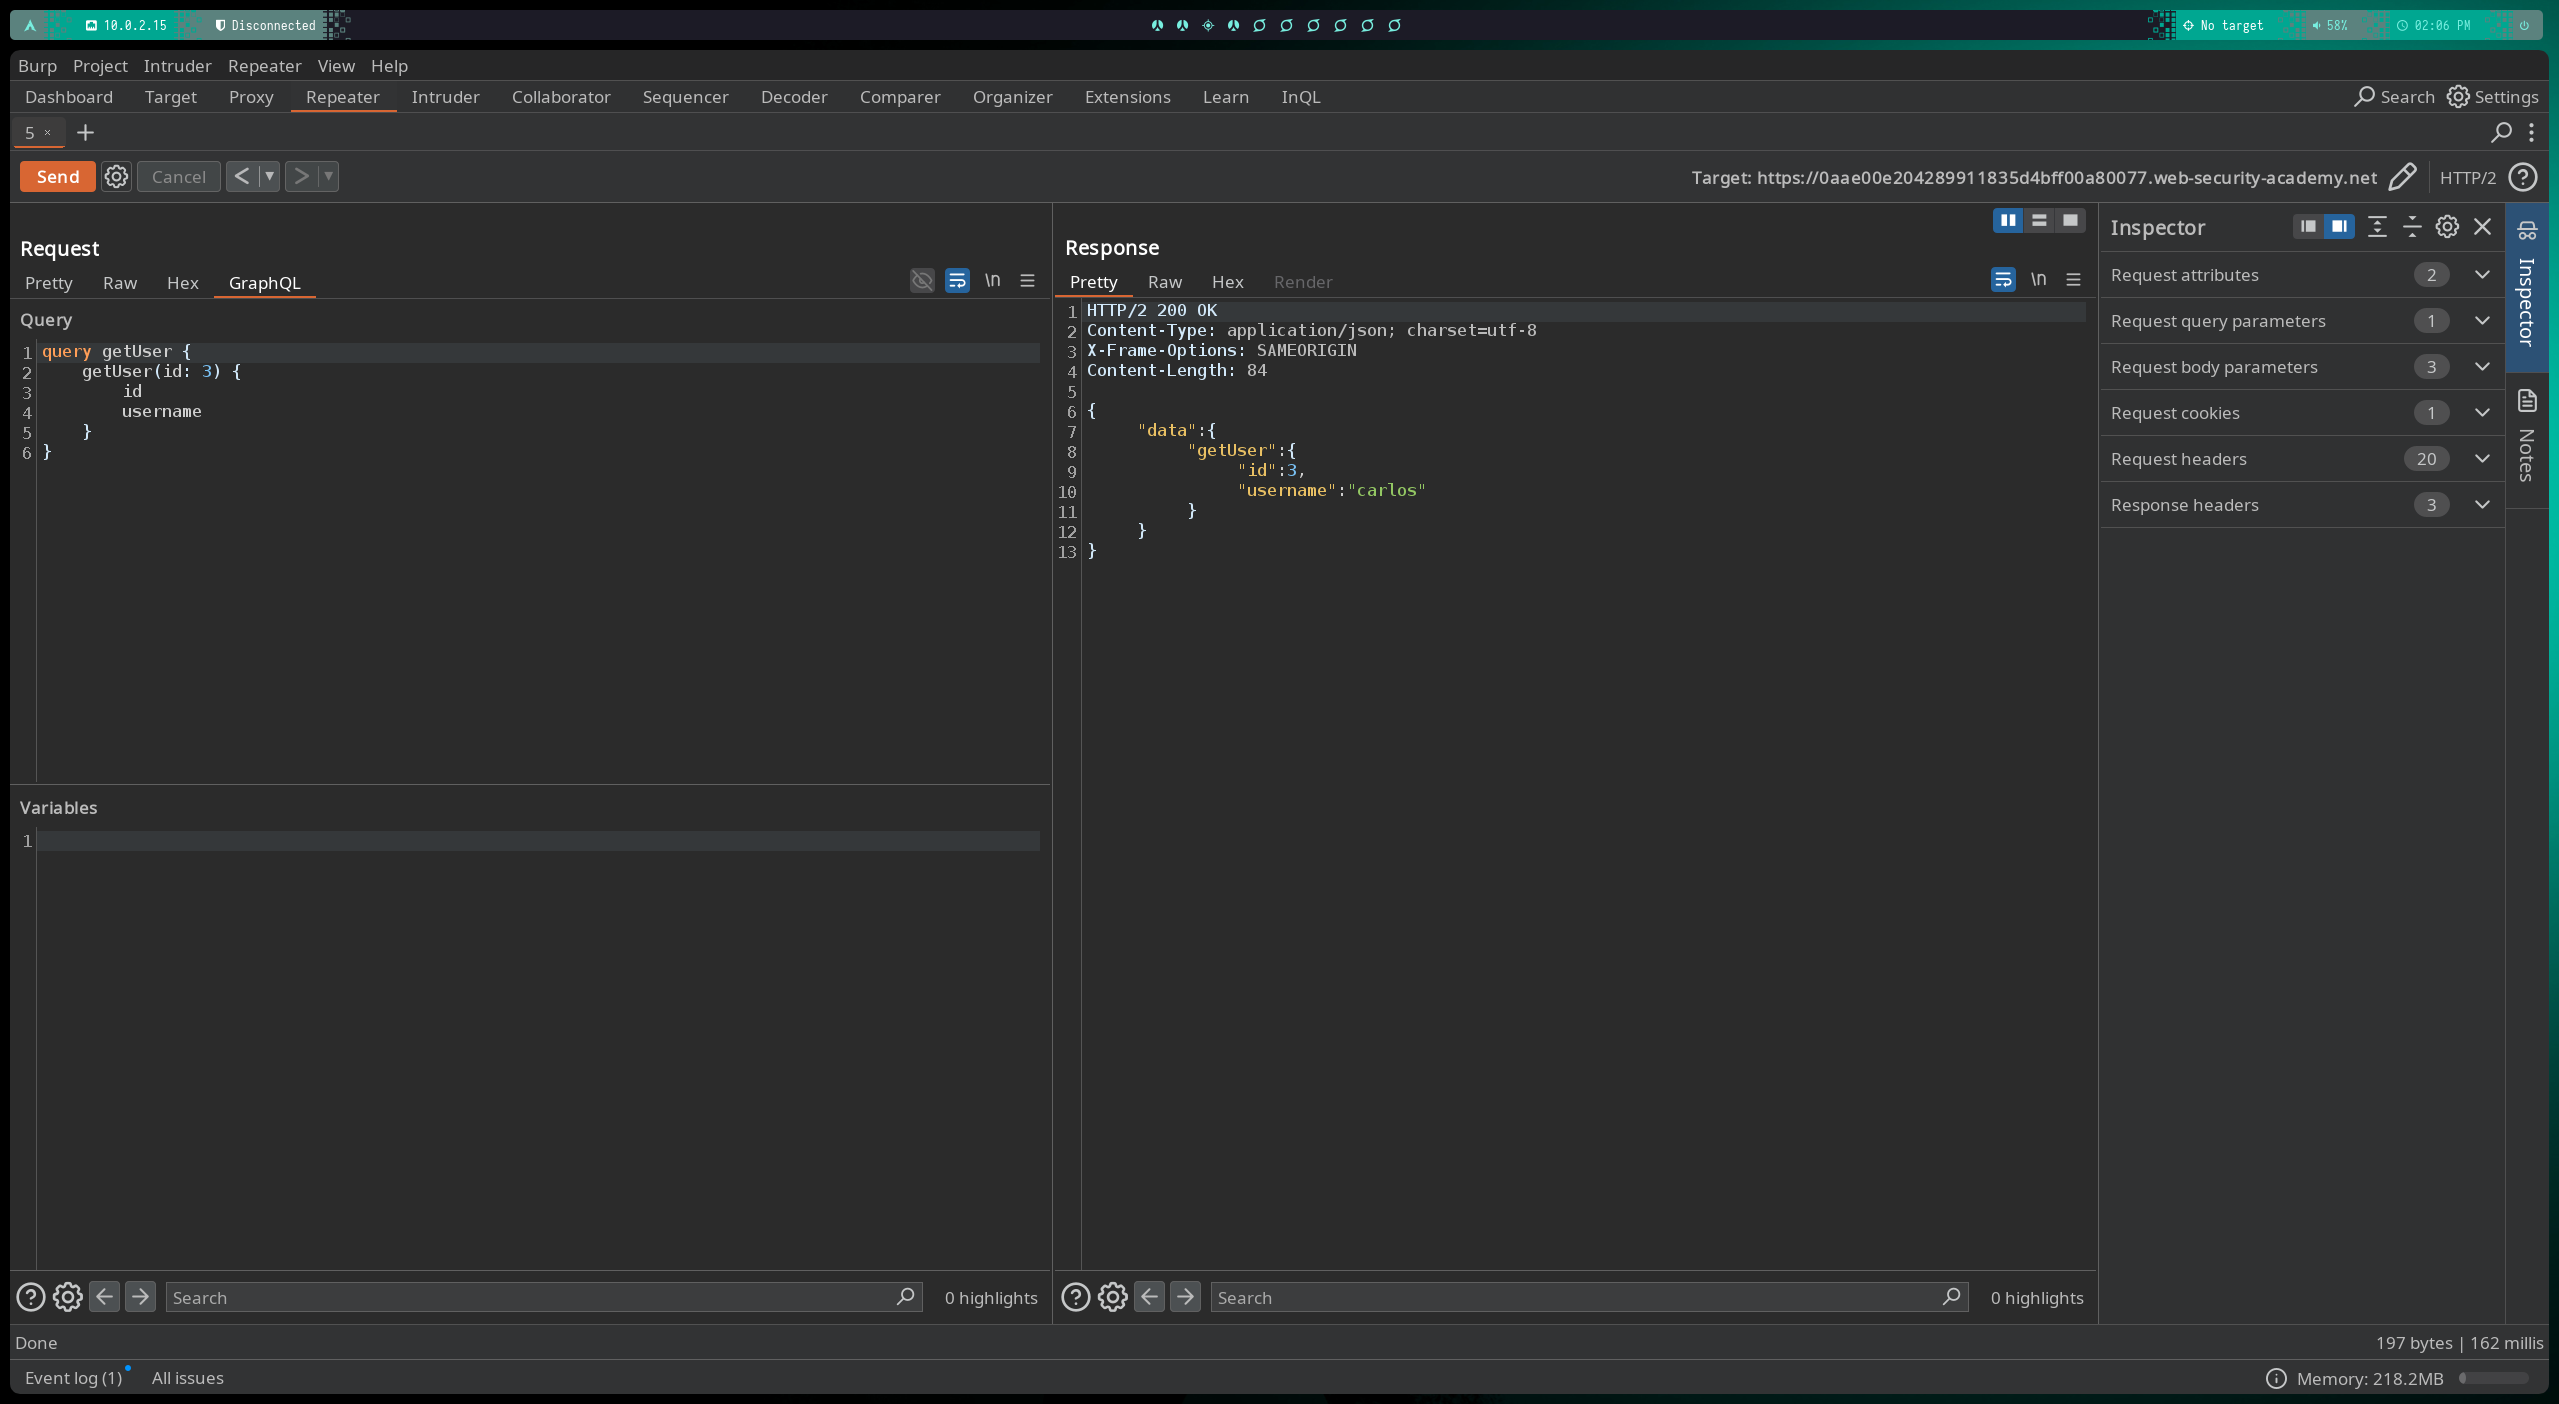 10.0.2.15 Disconnected No target 58% 02:06 PM
Burp Project Intruder Repeater View Help
Dashboard Target Proxy Repeater Intruder Collaborator Sequencer Decoder Comparer Organizer Extensions Learn InQL Search Settings
5 × +
Send Cancel < > Target: https://0aae00e204289911835d4bff00a80077.web-security-academy.net HTTP/2
Request
Pretty Raw Hex GraphQL \n
Query
1 query getUser {
2 getUser(id: 3) {
3 id
4 username
5 }
6 }
Variables
1
Search 0 highlights
Response
Pretty Raw Hex Render \n
1 HTTP/2 200 OK
2 Content-Type: application/json; charset=utf-8
3 X-Frame-Options: SAMEORIGIN
4 Content-Length: 84
5
6 {
7 "data":{
8 "getUser":{
9 "id":3,
10 "username":"carlos"
11 }
12 }
13 }
Search 0 highlights
Inspector
Request attributes 2
Request query parameters 1
Request body parameters 3
Request cookies 1
Request headers 20
Response headers 3
Inspector
Notes
Done 197 bytes | 162 millis
Event log (1) All issues Memory: 218.2MB